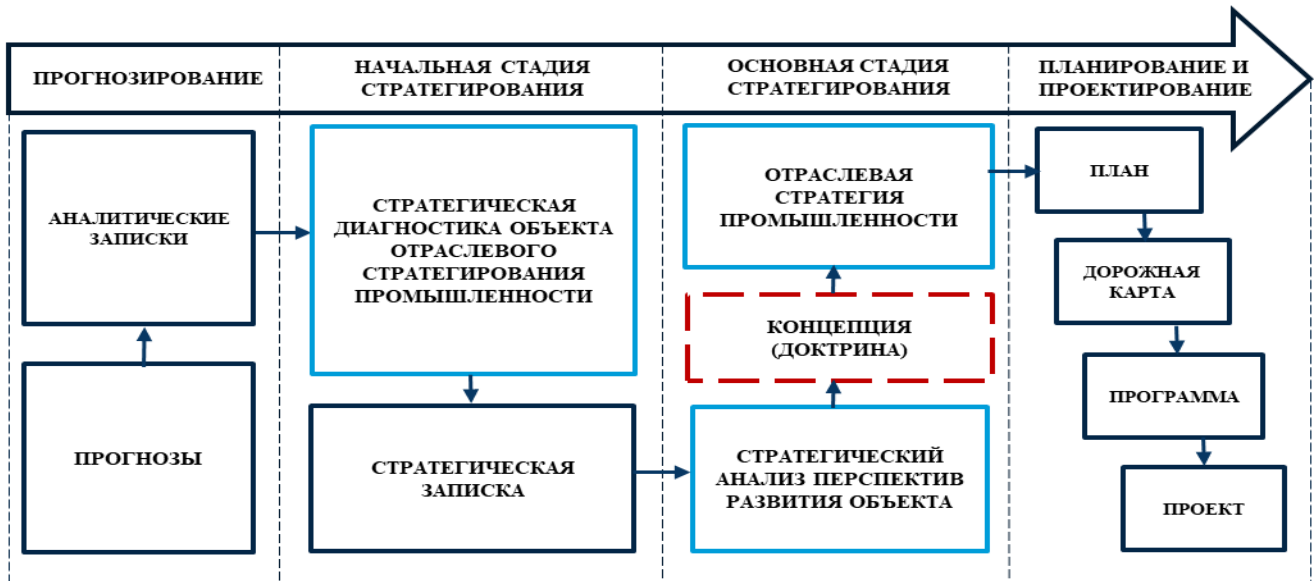 ПРОГНОЗИРОВАНИЕ
НАЧАЛЬНАЯ СТАДИЯ
СТРАТЕГИРОВАНИЯ
ОСНОВНАЯ СТАДИЯ
СТРАТЕГИРОВАНИЯ
ПЛАНИРОВАНИЕ И
ПРОЕКТИРОВАНИЕ
АНАЛИТИЧЕСКИЕ
ЗАПИСКИ
ПРОГНОЗЫ
СТРАТЕГИЧЕСКАЯ
ДИАГНОСТИКА ОБЪЕКТА
ОТРАСЛЕВОГО
СТРАТЕГИРОВАНИЯ
ПРОМЫШЛЕННОСТИ
СТРАТЕГИЧЕСКАЯ
ЗАПИСКА
ОТРАСЛЕВАЯ
СТРАТЕГИЯ
ПРОМЫШЛЕННОСТИ
КОНЦЕПЦИЯ
(ДОКТРИНА)
СТРАТЕГИЧЕСКИЙ
АНАЛИЗ ПЕРСПЕКТИВ
РАЗВИТИЯ ОБЪЕКТА
ПЛАН
ДОРОЖНАЯ
КАРТА
ПРОГРАММА
ПРОЕКТ